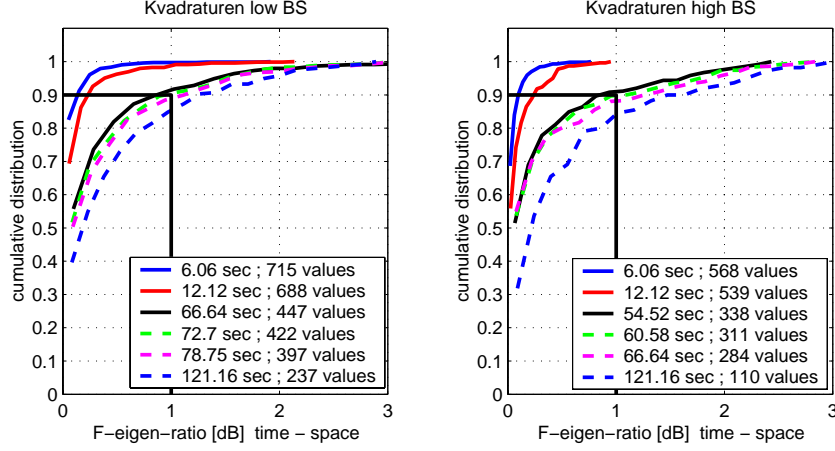 Kvadraturen low BS
1
0.9
0.8
0.7
0.6
0.5
0.4
0.3
0.2
0.1
0
cumulative distribution
6.06 sec ; 715 values
12.12 sec ; 688 values
66.64 sec ; 447 values
72.7 sec ; 422 values
78.75 sec ; 397 values
121.16 sec ; 237 values
0 1 2 3
F-eigen-ratio [dB] time - space
Kvadraturen high BS
1
0.9
0.8
0.7
0.6
0.5
0.4
0.3
0.2
0.1
0
cumulative distribution
6.06 sec ; 568 values
12.12 sec ; 539 values
54.52 sec ; 338 values
60.58 sec ; 311 values
66.64 sec ; 284 values
121.16 sec ; 110 values
0 1 2 3
F-eigen-ratio [dB] time - space